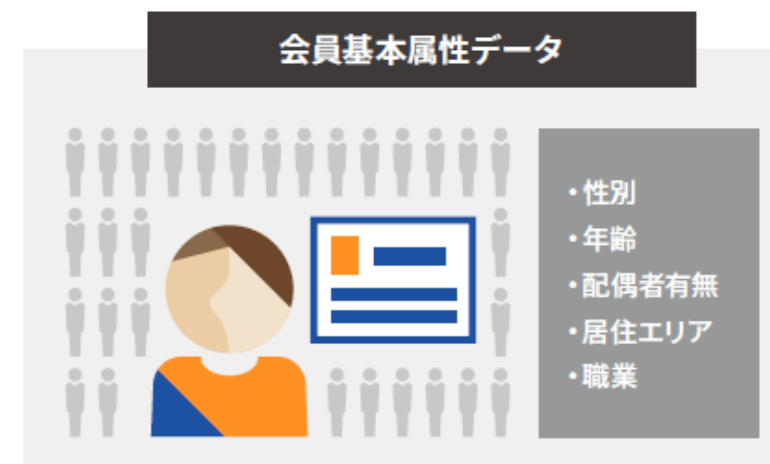 会員基本属性データ
・性別
・年齢
・配偶者有無
・居住エリア
・職業